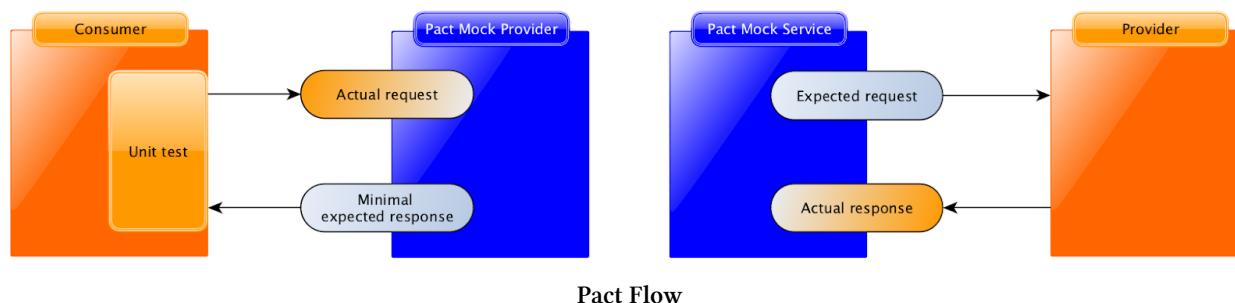 Consumer
Pact Mock Provider
Pact Mock Service
Provider
Actual request
Expected request
Unit test
Minimal
expected response
Actual response
Pact Flow